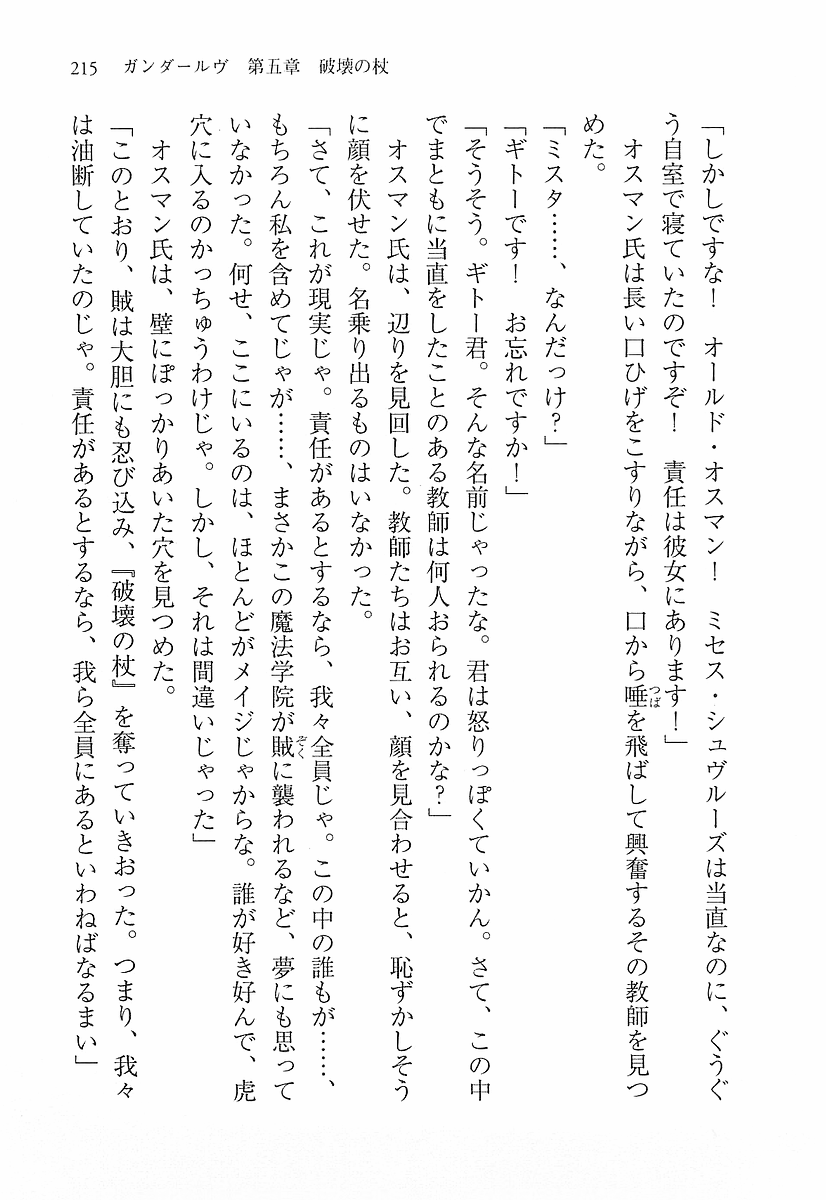 215　ガンダールヴ　第五章　破壊の杖
「しかしですな！　オールド・オスマン！　ミセス・シュヴルーズは当直なのに、ぐうぐ
う自室で寝ていたのですぞ！　責任は彼女にあります！」
　オスマン氏は長い口ひげをこすりながら、口から唾つばを飛ばして興奮するその教師を見つ
めた。
「ミスタ……、なんだっけ？」
「ギトーです！　お忘れですか！」
「そうそう。ギトー君。そんな名前じゃったな。君は怒りっぽくていかん。さて、この中
でまともに当直をしたことのある教師は何人おられるのかな？」
　オスマン氏は、辺りを見回した。教師たちはお互い、顔を見合わせると、恥ずかしそう
に顔を伏せた。名乗り出るものはいなかった。
「さて、これが現実じゃ。責任があるとするなら、我々全員じゃ。この中の誰もが……、
もちろん私を含めてじゃが……、まさかこの魔法学院が賊ぞくに襲われるなど、夢にも思って
いなかった。何せ、ここにいるのは、ほとんどがメイジじゃからな。誰が好き好んで、虎
穴に入るのかっちゅうわけじゃ。しかし、それは間違いじゃった」
　オスマン氏は、壁にぽっかりあいた穴を見つめた。
「このとおり、賊は大胆にも忍び込み、『破壊の杖』を奪っていきおった。つまり、我々
は油断していたのじゃ。責任があるとするなら、我ら全員にあるといわねばなるまい」